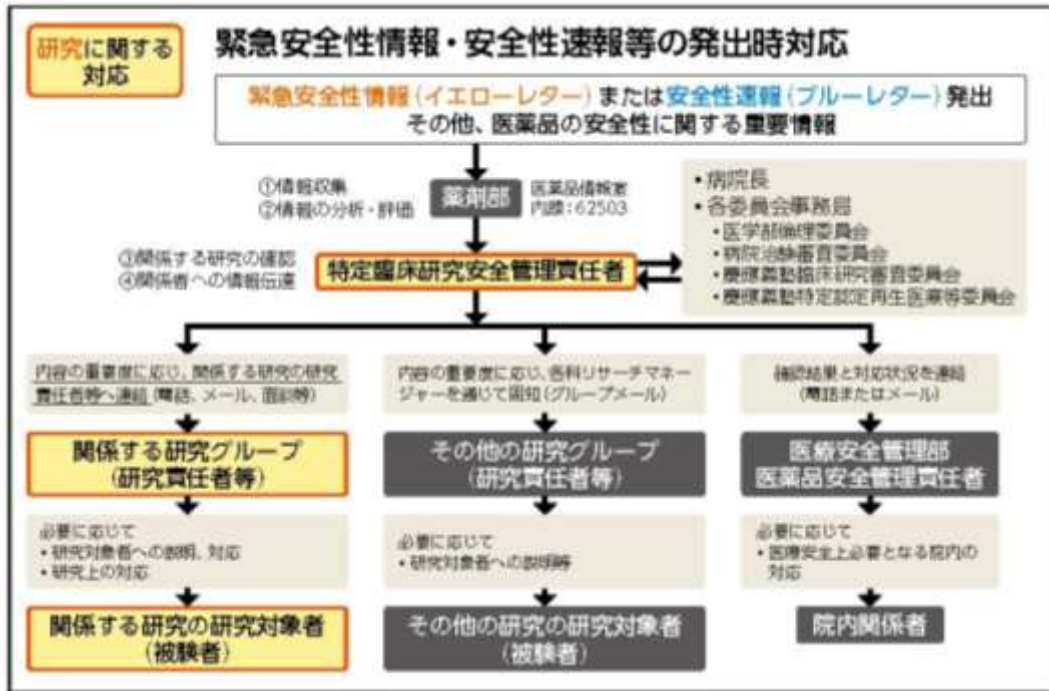 研究に関する
対応
緊急安全性情報・安全性速報等の発出時対応
緊急安全性情報(イエローレター)または安全性速報(ブルーレター)発出
その他、医薬品の安全性に関する重要情報
①情報収集
②情報の分析・評価
薬剤部
医薬品情報室
内線:62503
③関係する研究の確認
④関係者への情報伝達
特定臨床研究安全管理責任者
・病院長
・各委員会事務局
・医学部倫理委員会
・病院治験審査委員会
・慶應義塾臨床研究審査委員会
・慶應義塾特定認定再生医療等委員会
内容の重要度に応じ、関係する研究の研究
責任者等へ連絡(電話、メール、面談等)
関係する研究グループ
(研究責任者等)
必要に応じて
・研究対象者への説明、対応
・研究上の対応
関係する研究の研究対象者
(被験者)
内容の重要度に応じ、各科リサーチマネー
ジャーを通じて周知(グループメール)
その他の研究グループ
(研究責任者等)
必要に応じて
・研究対象者への説明等
その他の研究の研究対象者
(被験者)
確認結果と対応状況を連絡
(電話またはメール)
医療安全管理部
医薬品安全管理責任者
必要に応じて
・医療安全上必要となる院内の
対応
院内関係者